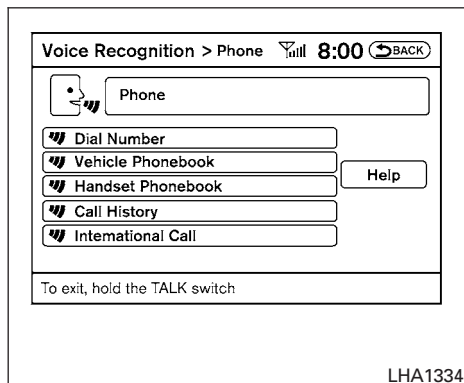 Voice Recognition > Phone 8:00 BACK
Phone
Dial Number
Vehicle Phonebook
Handset Phonebook
Help
Call History
International Call
To exit, hold the TALK switch
LHA1334